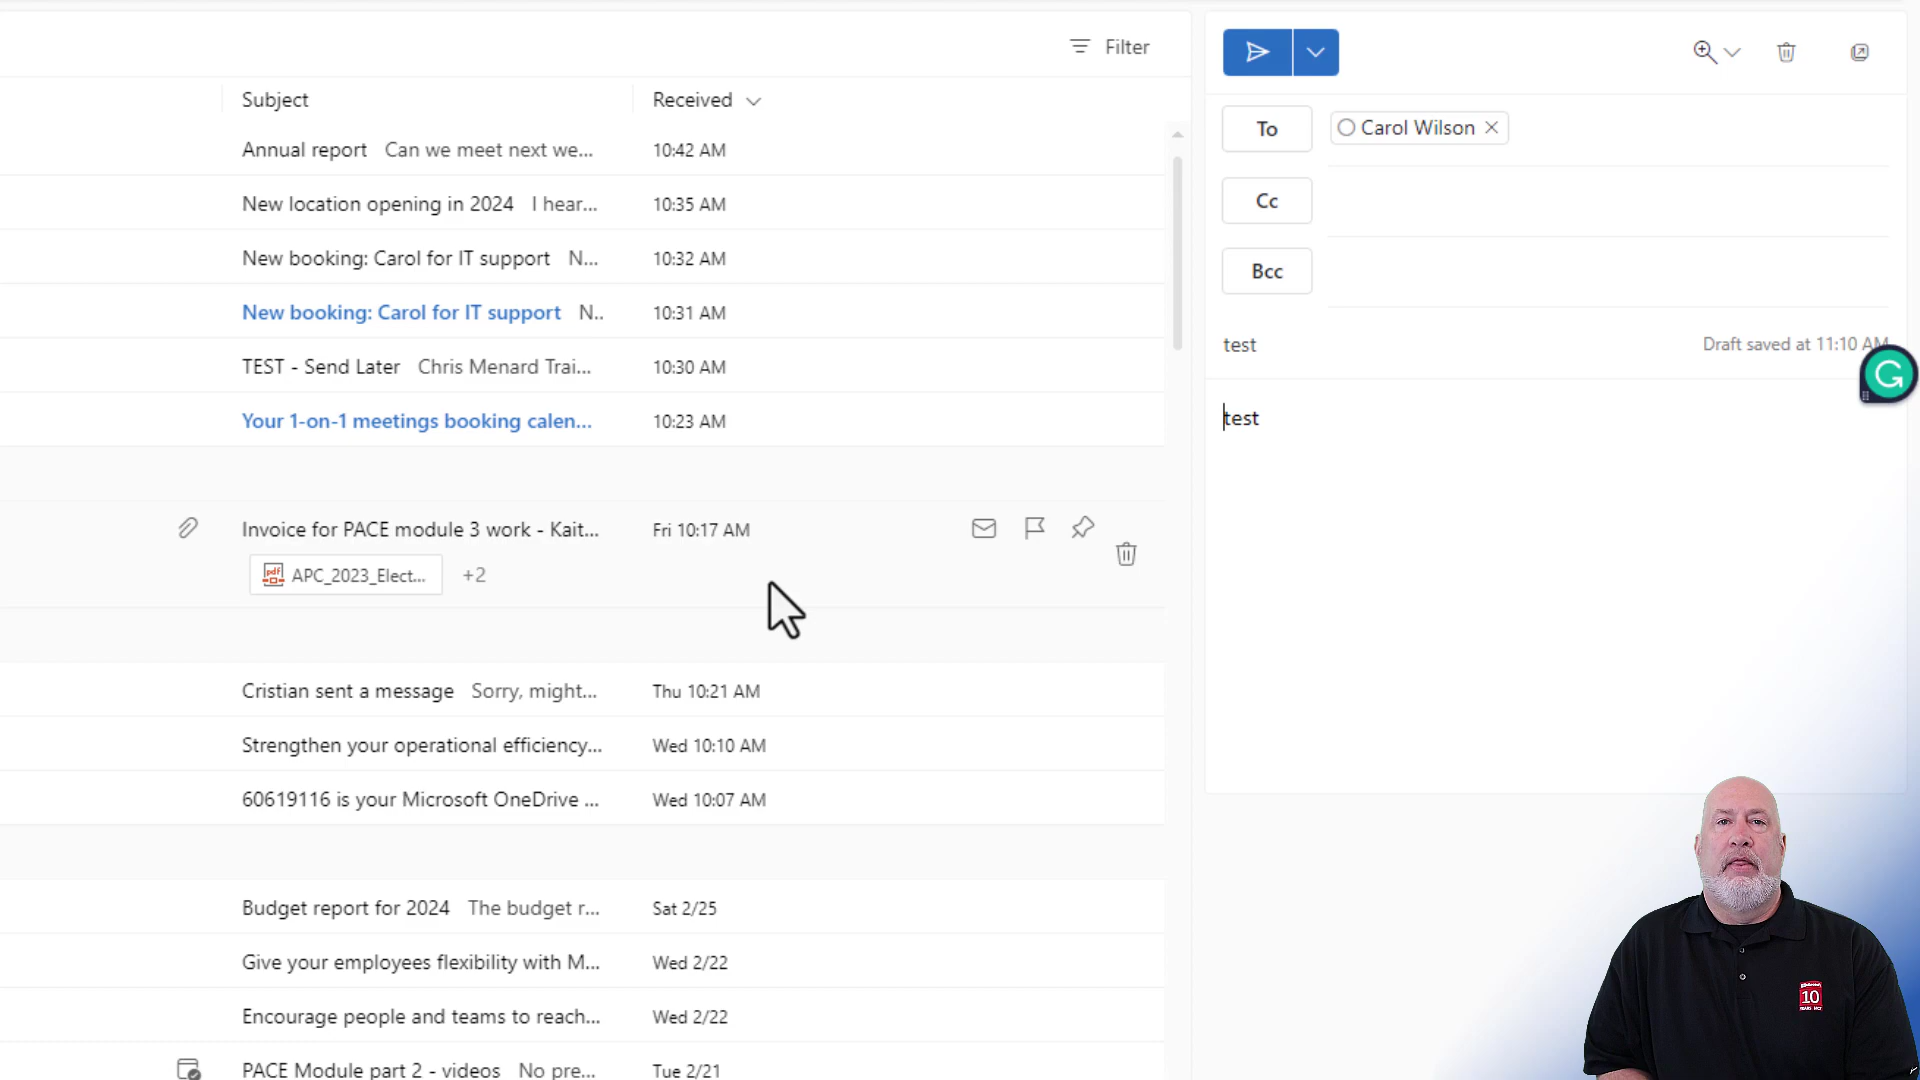 Filter
Subject Received
Annual report Can we meet next we... 10:42 AM
New location opening in 2024 I hear... 10:35 AM
New booking: Carol for IT support N... 10:32 AM
New booking: Carol for IT support N.. 10:31 AM
TEST - Send Later Chris Menard Trai... 10:30 AM
Your 1-on-1 meetings booking calen... 10:23 AM
Invoice for PACE module 3 work - Kait... Fri 10:17 AM
pdf APC_2023_Elect... +2
Cristian sent a message Sorry, might... Thu 10:21 AM
Strengthen your operational efficiency... Wed 10:10 AM
60619116 is your Microsoft OneDrive ... Wed 10:07 AM
Budget report for 2024 The budget r... Sat 2/25
Give your employees flexibility with M... Wed 2/22
Encourage people and teams to reach... Wed 2/22
PACE Module part 2 - videos No pre... Tue 2/21
To Carol Wilson
Cc
Bcc
test Draft saved at 11:10 AM
test
10